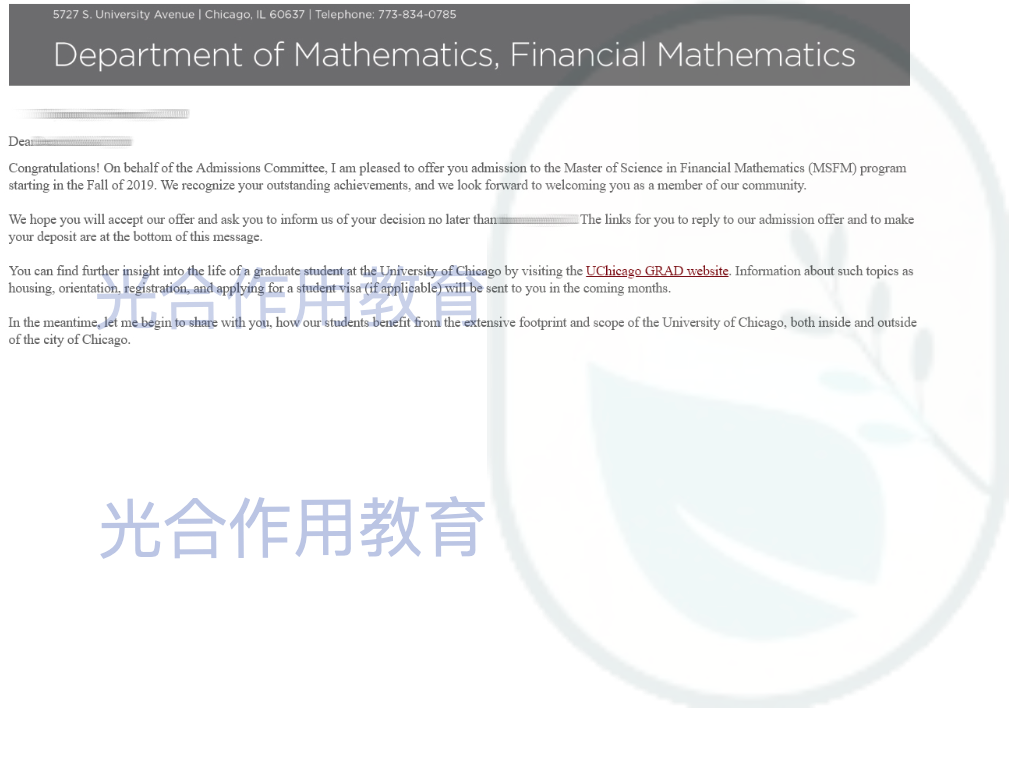 5727 S. University Avenue | Chicago, IL 60637 | Telephone: 773-834-0785
Department of Mathematics, Financial Mathematics
Dear
Congratulations! On behalf of the Admissions Committee, I am pleased to offer you admission to the Master of Science in Financial Mathematics (MSFM) program
starting in the Fall of 2019. We recognize your outstanding achievements, and we look forward to welcoming you as a member of our community.
We hope you will accept our offer and ask you to inform us of your decision no later than The links for you to reply to our admission offer and to make
your deposit are at the bottom of this message.
You can find further insight into the life of a graduate student at the University of Chicago by visiting the UChicago GRAD website. Information about such topics as
housing, orientation, registration, and applying for a student visa (if applicable) will be sent to you in the coming months.
光合作用教育
In the meantime, let me begin to share with you, how our students benefit from the extensive footprint and scope of the University of Chicago, both inside and outside
of the city of Chicago.
光合作用教育